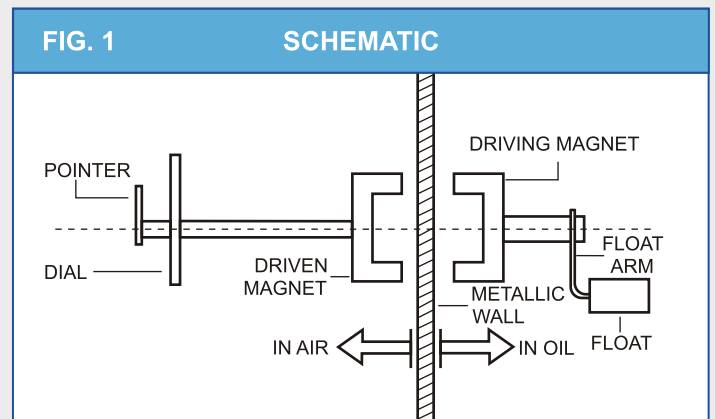 FIG. 1
SCHEMATIC
DRIVING MAGNET
POINTER
DIAL
DRIVEN
MAGNET
FLOAT
ARM
METALLIC
WALL
FLOAT
IN AIR
IN OIL